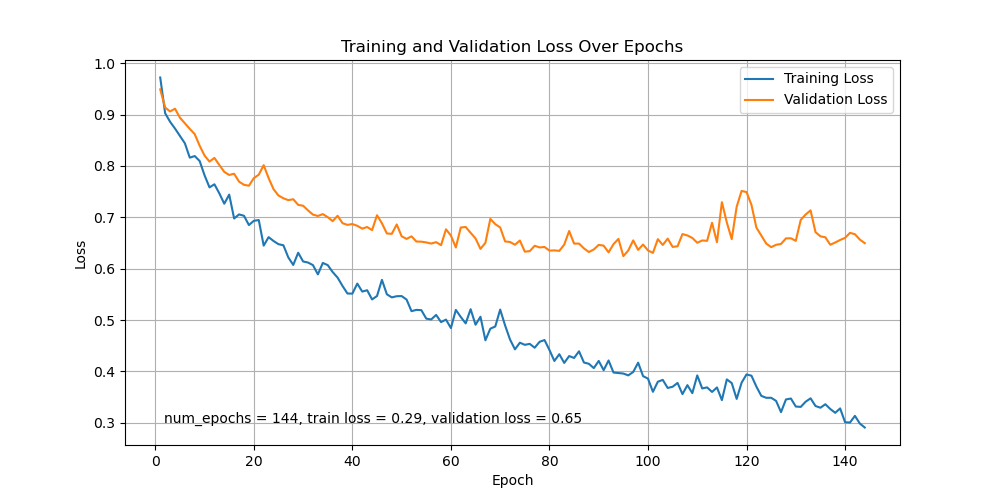 Training and Validation Loss Over Epochs
Loss
1.0
0.9
0.8
0.7
0.6
0.5
0.4
0.3
Training Loss
Validation Loss
num_epochs = 144, train loss = 0.29, validation loss = 0.65
0 20 40 60 80 100 120 140
Epoch